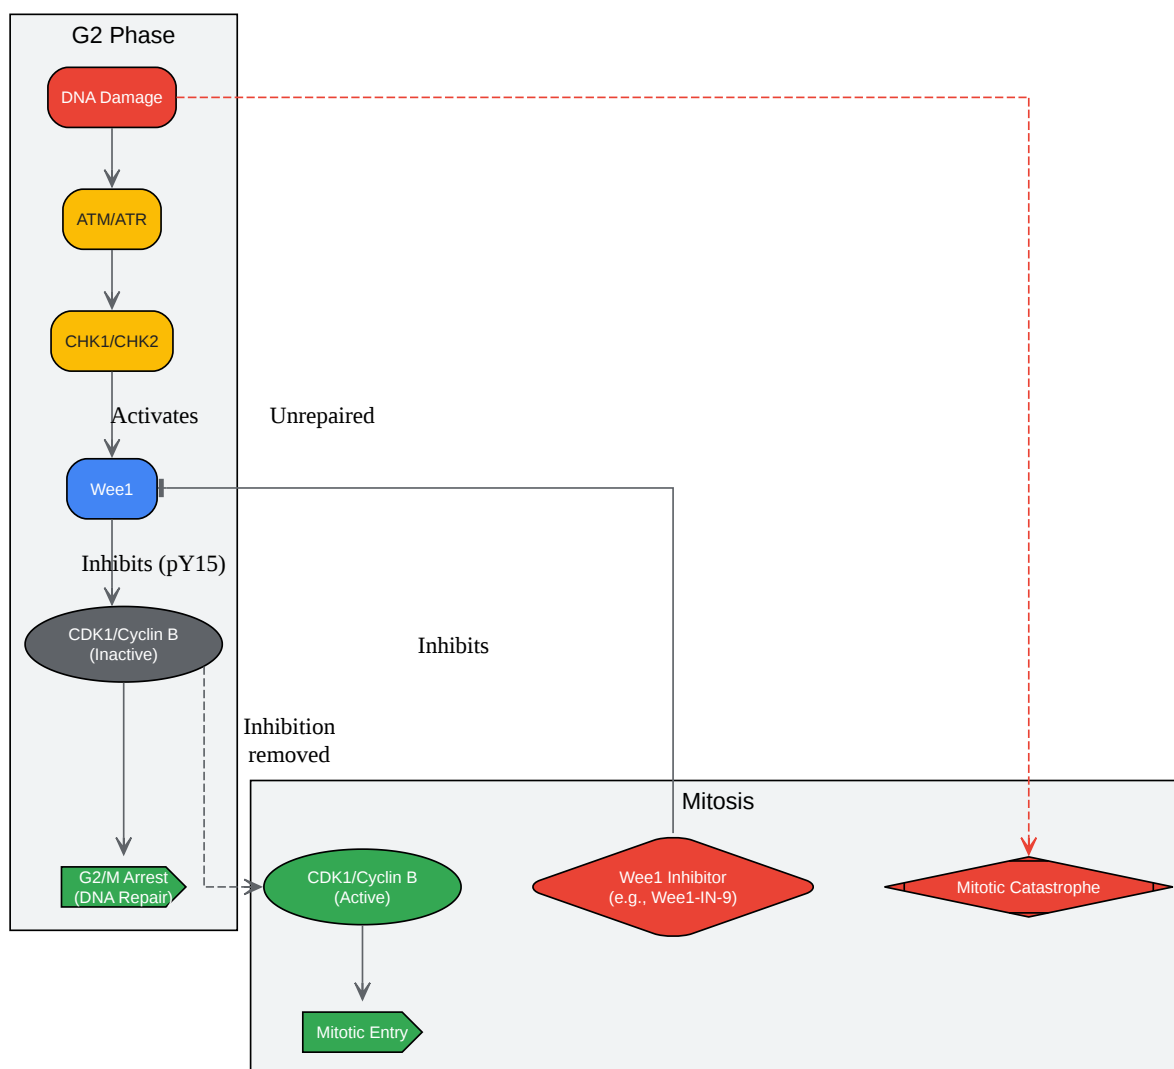 G2 Phase
DNA Damage
ATM/ATR
CHK1/CHK2
Activates
Unrepaired
Wee1
Inhibits (pY15)
CDK1/Cyclin B
(Inactive)
Inhibits
Inhibition
removed
Mitosis
G2/M Arrest
(DNA Repair)
CDK1/Cyclin B
(Active)
Wee1 Inhibitor
(e.g., Wee1-IN-9)
Mitotic Catastrophe
Mitotic Entry